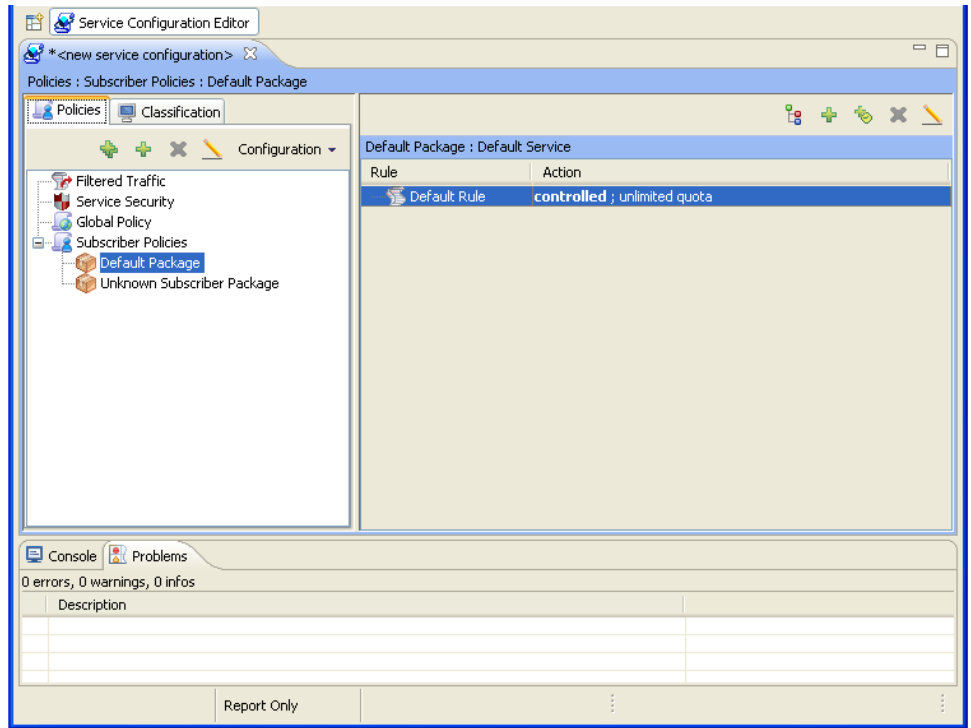 Service Configuration Editor
*<new service configuration>
Policies : Subscriber Policies : Default Package
Policies
Classification
Configuration
Filtered Traffic
Service Security
Global Policy
Subscriber Policies
Default Package
Unknown Subscriber Package
Default Package : Default Service
Rule Action
Default Rule controlled ; unlimited quota
Console
Problems
0 errors, 0 warnings, 0 infos
Description
Report Only